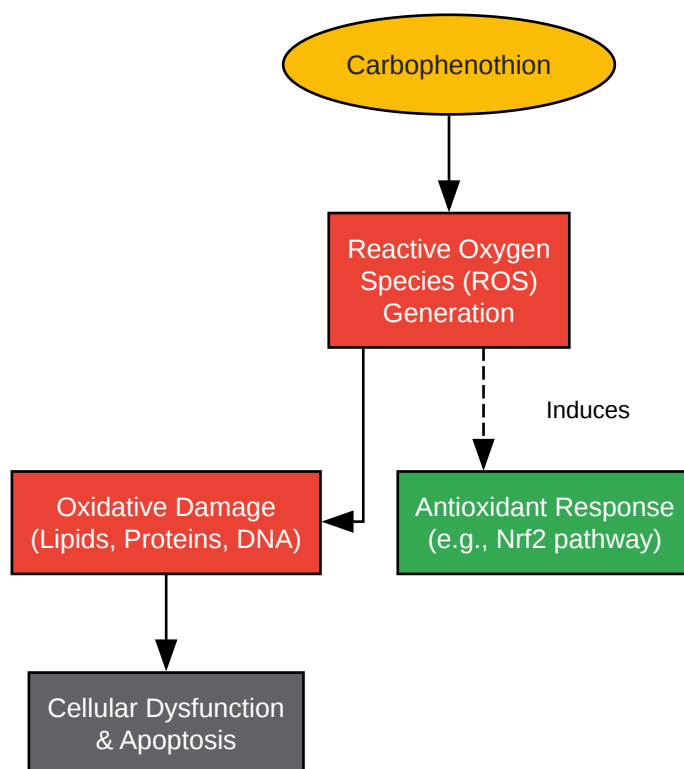 Carbophenothion
Reactive Oxygen
Species (ROS)
Generation
Induces
Oxidative Damage
(Lipids, Proteins, DNA)
Antioxidant Response
(e.g., Nrf2 pathway)
Cellular Dysfunction
& Apoptosis